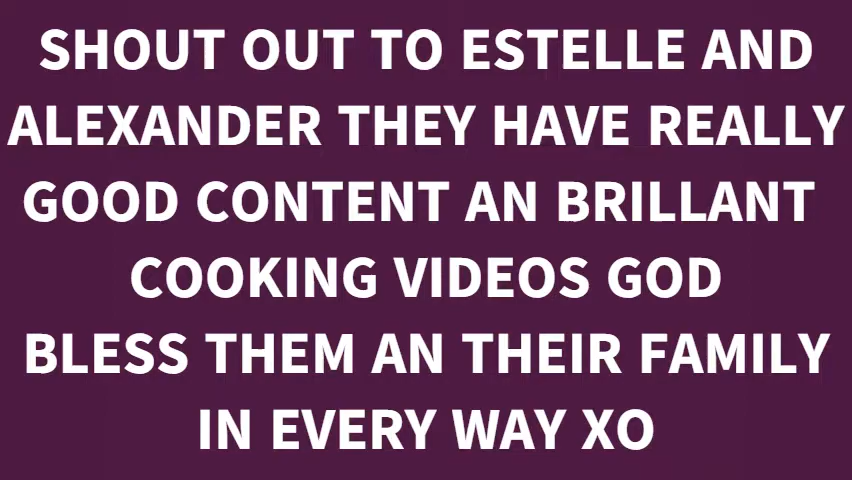 SHOUT OUT TO ESTELLE AND
ALEXANDER THEY HAVE REALLY
GOOD CONTENT AN BRILLANT
COOKING VIDEOS GOD
BLESS THEM AN THEIR FAMILY
IN EVERY WAY XO